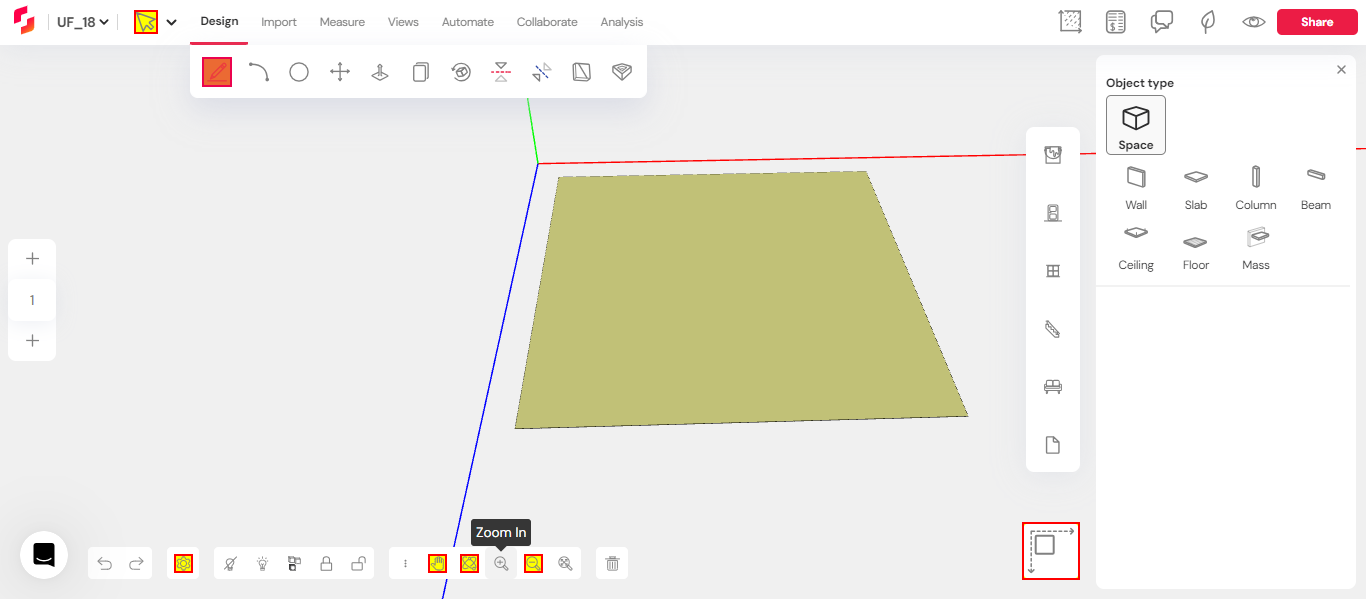 UF_18
Design
Import
Measure
Views
Automate
Collaborate
Analysis
Share
Object type
Space
Wall
Slab
Column
Beam
Ceiling
Floor
Mass
1
Zoom In